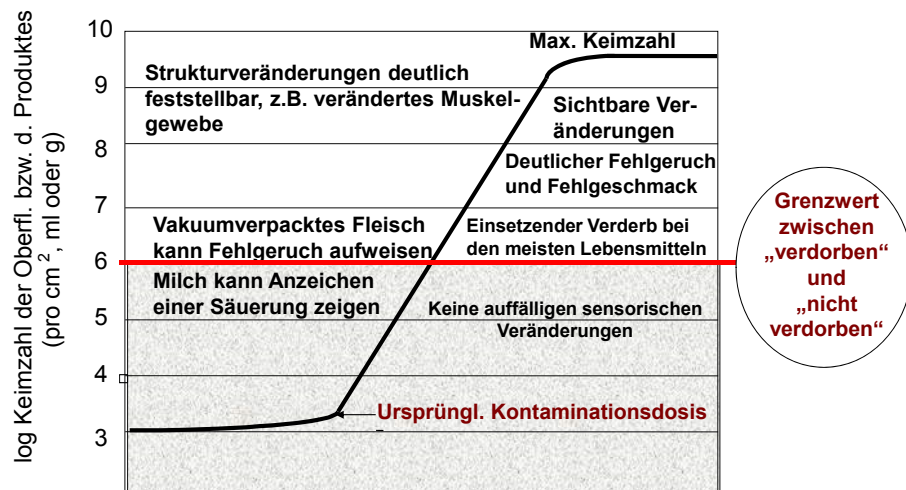 log Keimzahl der Oberfl. bzw. d. Produktes
(pro cm², ml oder g)
10
9
8
7
6
5
4
3
Max. Keimzahl
Strukturveränderungen deutlich
feststellbar, z.B. verändertes Muskel-
gewebe
Sichtbare Ver-
änderungen
Deutlicher Fehlgeruch
und Fehlgeschmack
Vakuumverpacktes Fleisch
kann Fehlgeruch aufweisen
Einsetzender Verderb bei
den meisten Lebensmitteln
Milch kann Anzeichen
einer Säuerung zeigen
Keine auffälligen sensorischen
Veränderungen
Ursprüngl. Kontaminationsdosis
Grenzwert
zwischen
„verdorben“
und
„nicht
verdorben“